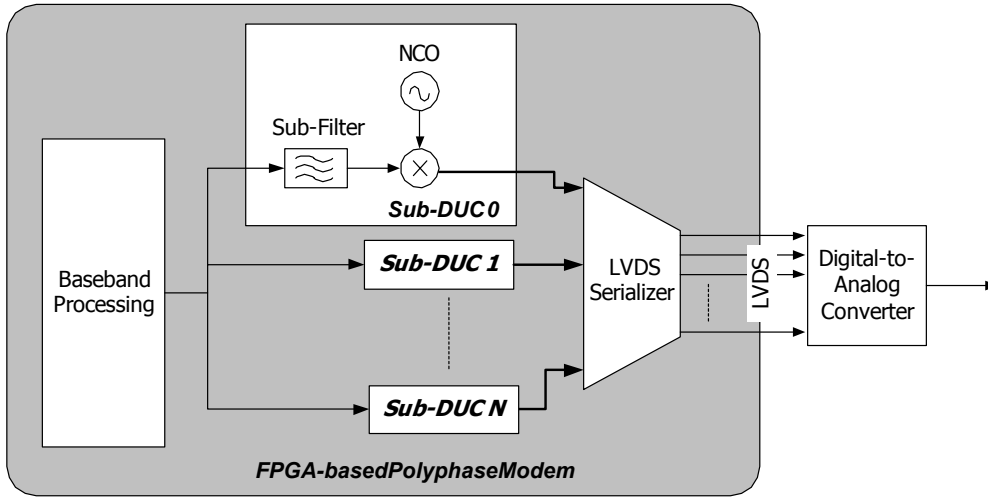 NCO
Sub-Filter
Sub-DUC 0
Baseband
Processing
Sub-DUC 1
Sub-DUC N
LVDS
Serializer
LVDS
Digital-to-
Analog
Converter
FPGA-basedPolyphaseModem